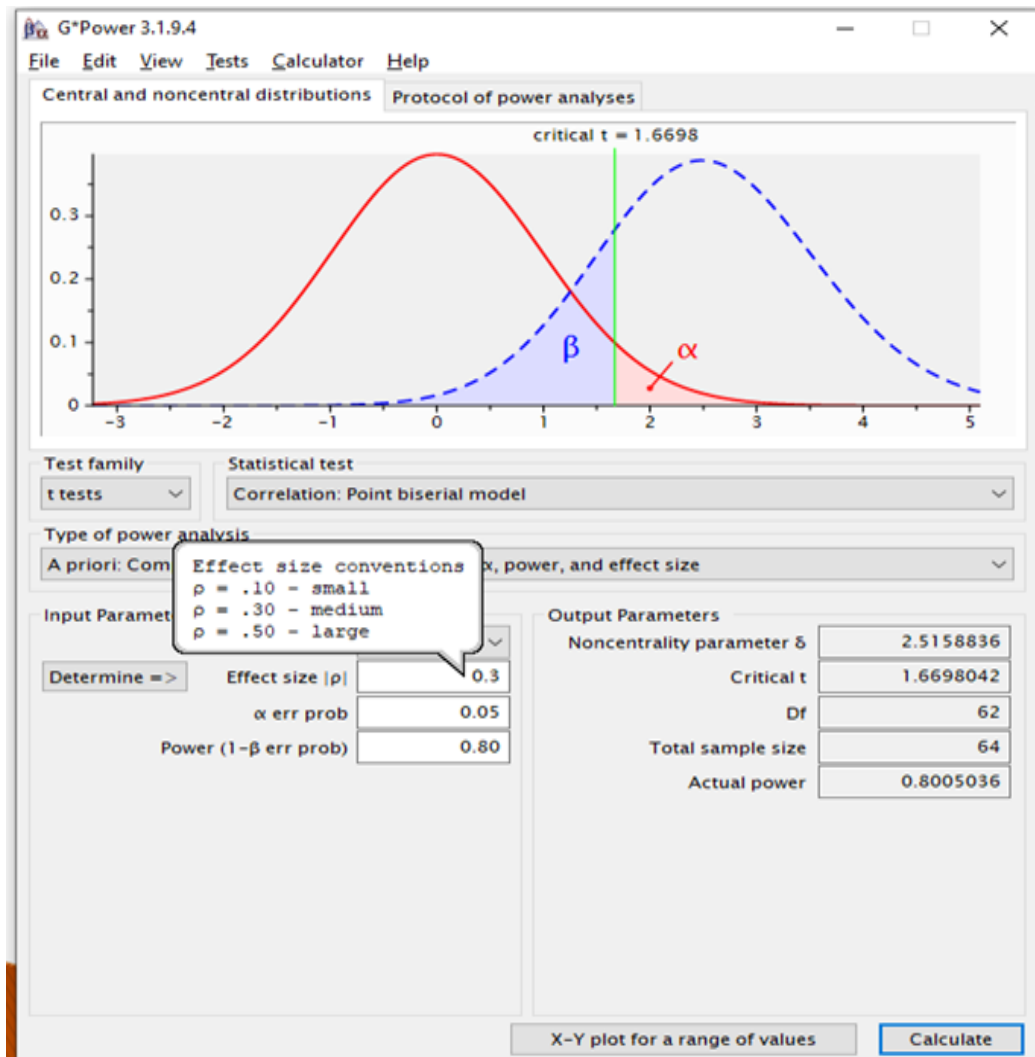 G*Power 3.1.9.4
File Edit View Tests Calculator Help
Central and noncentral distributions Protocol of power analyses
critical t = 1.6698
0.3
0.2
0.1
0
β
α
-3 -2 -1 0 1 2 3 4 5
Test family Statistical test
t tests Correlation: Point biserial model
Type of power analysis
A priori: Com α, power, and effect size
Effect size conventions
ρ = .10 - small
ρ = .30 - medium
ρ = .50 - large
Input Paramet Output Parameters
Noncentrality parameter δ 2.5158836
Determine => Effect size |ρ| 0.3 Critical t 1.6698042
α err prob 0.05 Df 62
Power (1-β err prob) 0.80 Total sample size 64
Actual power 0.8005036
X-Y plot for a range of values Calculate